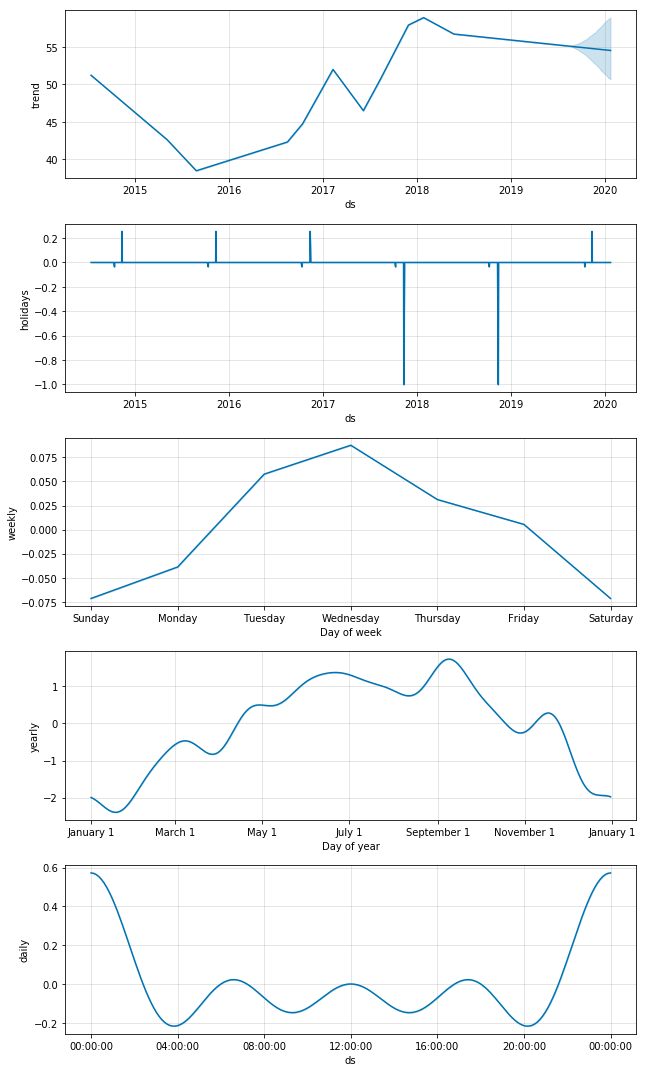 55
50
45
40
trend
2015 2016 2017 2018 2019 2020
ds
0.2
0.0
−0.2
−0.4
−0.6
−0.8
−1.0
holidays
2015 2016 2017 2018 2019 2020
ds
0.075
0.050
0.025
0.000
−0.025
−0.050
−0.075
weekly
Sunday Monday Tuesday Wednesday Thursday Friday Saturday
Day of week
1
0
−1
−2
yearly
January 1 March 1 May 1 July 1 September 1 November 1 January 1
Day of year
0.6
0.4
0.2
0.0
−0.2
daily
00:00:00 04:00:00 08:00:00 12:00:00 16:00:00 20:00:00 00:00:00
ds